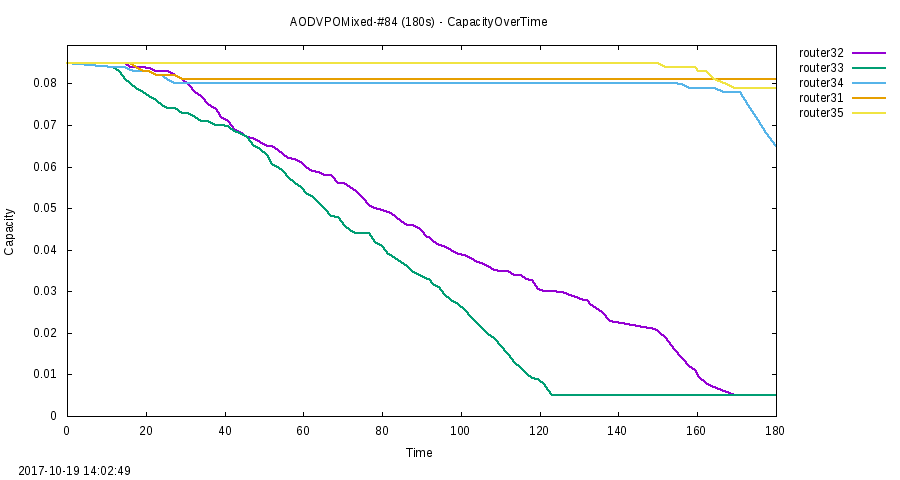 AODVPOMixed-#84 (180s) - CapacityOverTime
router32
router33
router34
router31
router35
0.08
0.07
0.06
0.05
0.04
0.03
0.02
0.01
0
Capacity
0 20 40 60 80 100 120 140 160 180
Time
2017-10-19 14:02:49